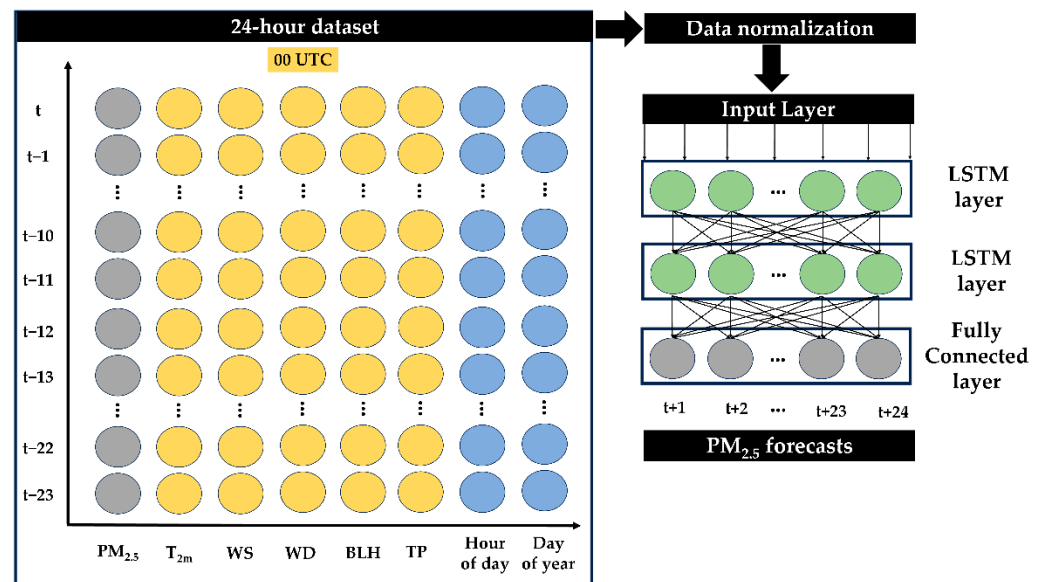 24-hour dataset
00 UTC
t
t−1
t−10
t−11
t−12
t−13
t−22
t−23
PM2.5
T2m
WS
WD
BLH
TP
Hour
of day
Day
of year
Data normalization
Input Layer
...
LSTM
layer
...
LSTM
layer
...
Fully
Connected
layer
t+1
t+2
...
t+23
t+24
PM2.5 forecasts